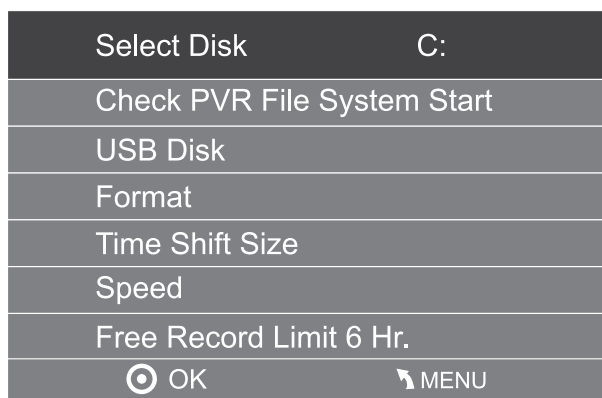 Select Disk C:
Check PVR File System Start
USB Disk
Format
Time Shift Size
Speed
Free Record Limit 6 Hr.
OK MENU